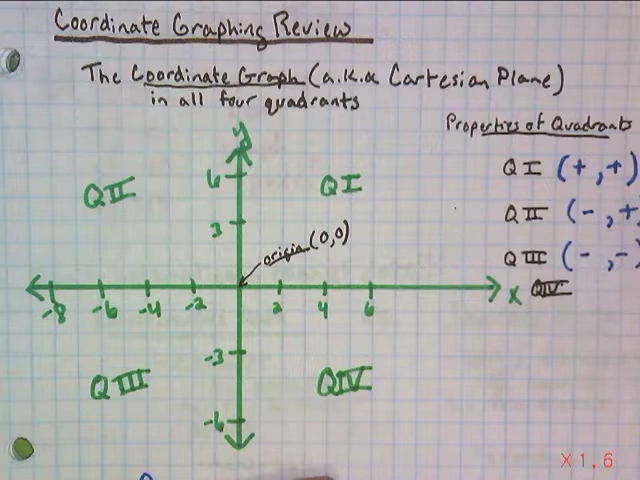 Coordinate Graphing Review
The Coordinate Graph (a.k.a Cartesian Plane)
in all four quadrants
Properties of Quadrants
Q I (+,+)
Q II (-,+
Q III (-,-)
Q IV
y
6
3
Q II
Q I
origin (0,0)
-8 -6 -4 -2 2 4 6 x
-3
Q III
Q IV
-6
X1.6